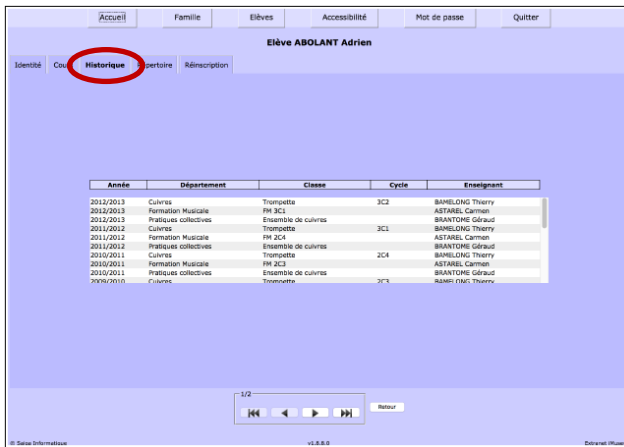 Accueil Famille Elèves Accessibilité Mot de passe Quitter
Elève ABOLANT Adrien
Identité Cou Historique pertoire Réinscription
Année Département Classe Cycle Enseignant
2012/2013 Cuivres Trompette 3C2 BAMELONG Thierry
2012/2013 Formation Musicale FM 3C1 ASTAREL Carmen
2012/2013 Pratiques collectives Ensemble de cuivres BRANTOME Géraud
2011/2012 Cuivres Trompette 3C1 BAMELONG Thierry
2011/2012 Formation Musicale FM 2C4 ASTAREL Carmen
2011/2012 Pratiques collectives Ensemble de cuivres BRANTOME Géraud
2010/2011 Cuivres Trompette 2C4 BAMELONG Thierry
2010/2011 Formation Musicale FM 2C3 ASTAREL Carmen
2010/2011 Pratiques collectives Ensemble de cuivres BRANTOME Géraud
2009/2010 Cuivres Trompette 2C3 BAMELONG Thierry
1/2
Retour
© Saiga Informatique v1.8.8.0 Extranet iMuse